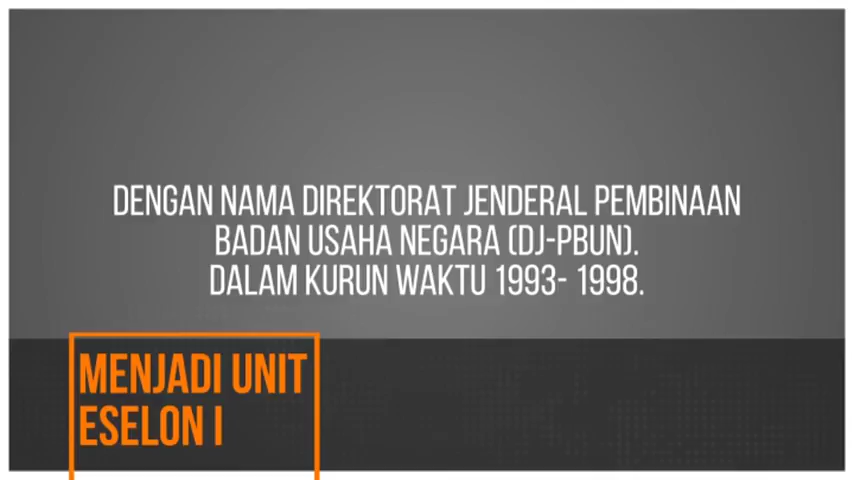 DENGAN NAMA DIREKTORAT JENDERAL PEMBINAAN
BADAN USAHA NEGARA (DJ-PBUN).
DALAM KURUN WAKTU 1993- 1998.
MENJADI UNIT
ESELON I